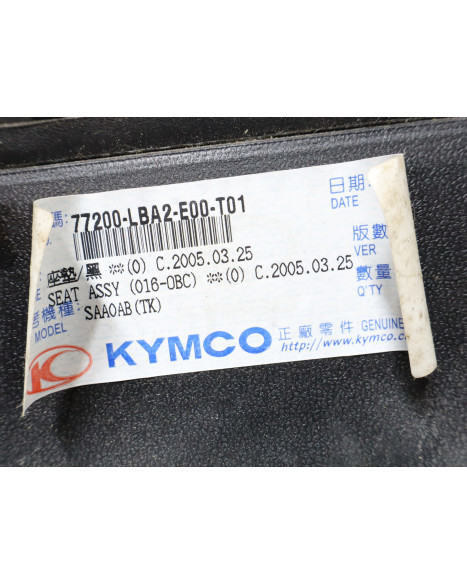 碼: 77200-LBA2-E00-T01
日期:
DATE
座墊/黑 **(0) C.2005.03.25
版數
VER
SEAT ASSY (016-0BC) **(0) C.2005.03.25
數量
Q'TY
機種: SAA0AB(TK)
MODEL
KYMCO 正廠零件 GENUINE
http://www.kymco.c